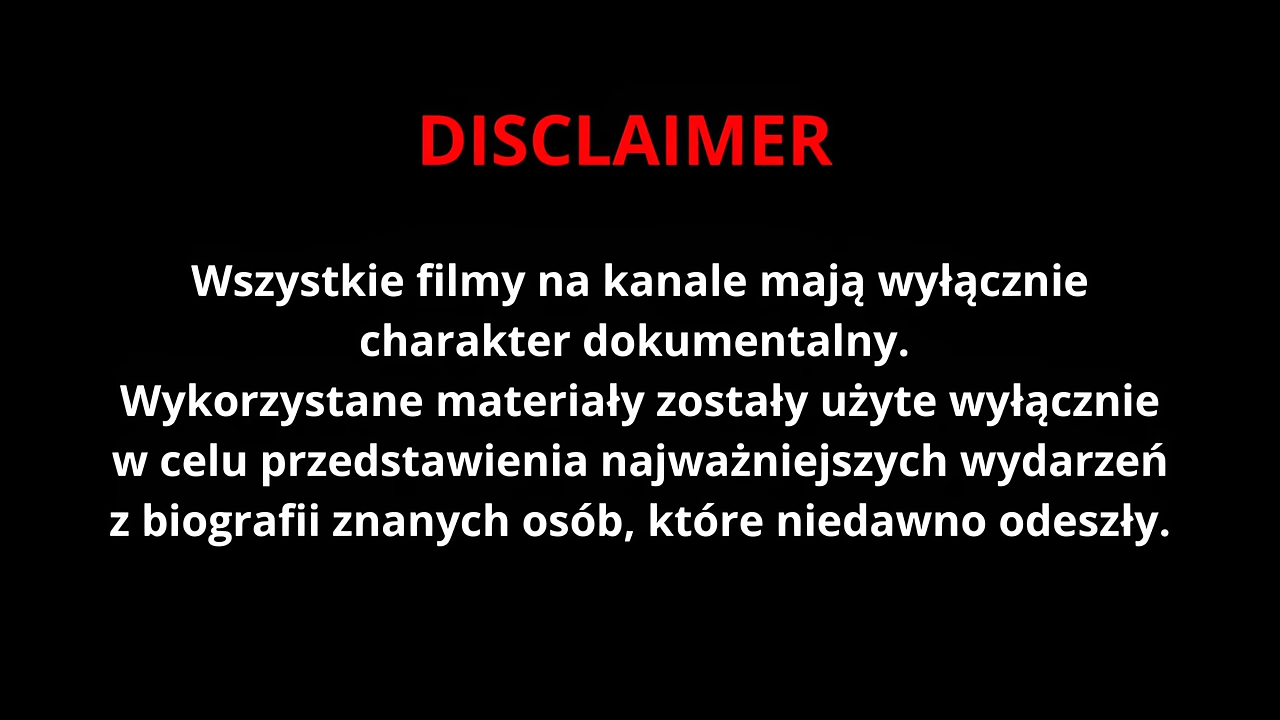 DISCLAIMER
Wszystkie filmy na kanale mają wyłącznie
charakter dokumentalny.
Wykorzystane materiały zostały użyte wyłącznie
w celu przedstawienia najważniejszych wydarzeń
z biografii znanych osób, które niedawno odeszły.